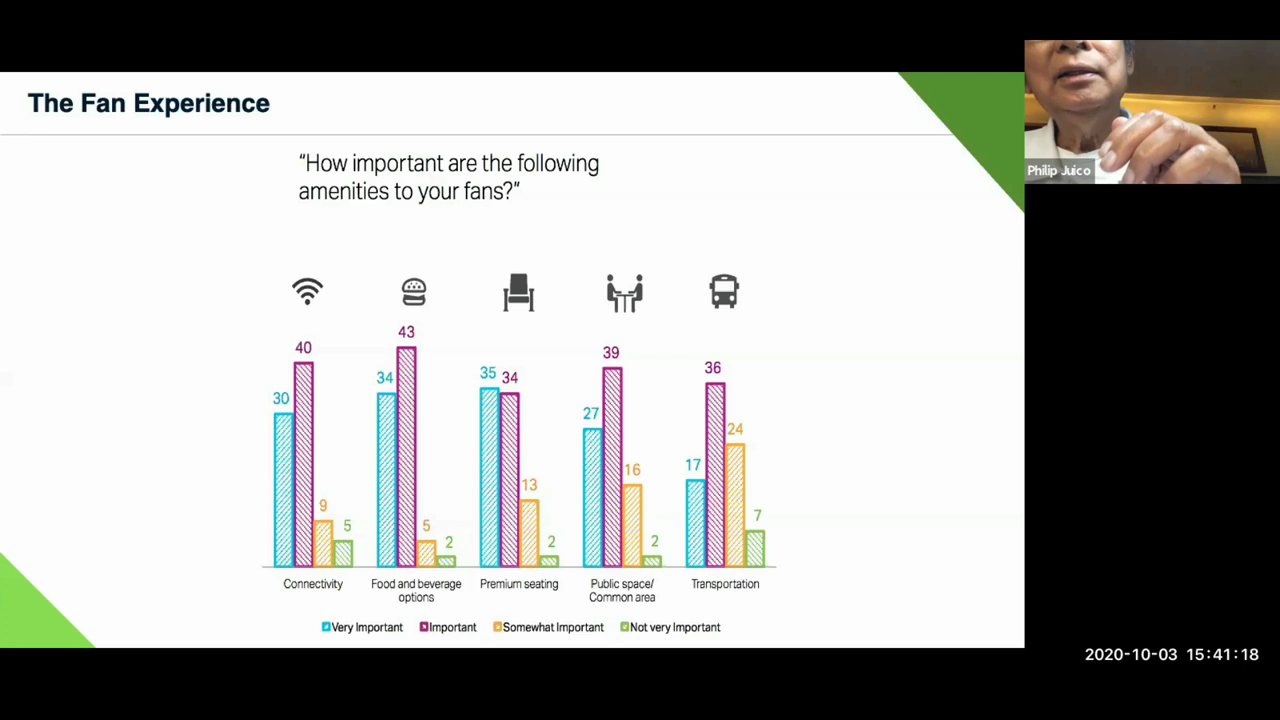 The Fan Experience
Philip Juico
"How important are the following
amenities to your fans?"
30 40 9 5
34 43 5 2
35 34 13 2
27 39 16 2
17 36 24 7
Connectivity
Food and beverage
options
Premium seating
Public space/
Common area
Transportation
Very Important Important Somewhat Important Not very Important
2020-10-03 15:41:18